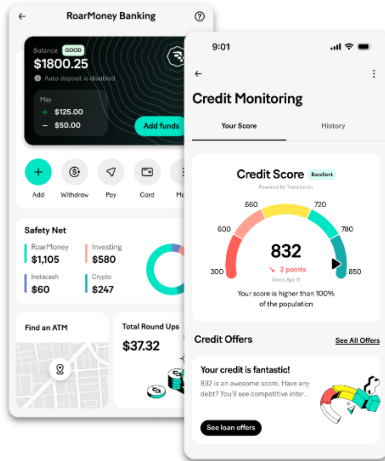 RoarMoney Banking
Balance GOOD
$1800.25
Auto deposit is disabled
May
+ $125.00
- $50.00
Add funds
Add
Withdraw
Pay
Card
Safety Net
RoarMoney
$1,105
Investing
$580
Instacash
$60
Crypto
$247
Find an ATM
Total Round Ups
$37.32
9:01
Credit Monitoring
Your Score
History
Credit Score Excellent
Powered by TransUnion
300
600
660
720
780
850
832
2 points
Since Apr 11
Your score is higher than 100%
of the population
Credit Offers
See All Offers
Your credit is fantastic!
832 is an awesome score. Have any
debt? You'll see competitive inter...
See loan offers